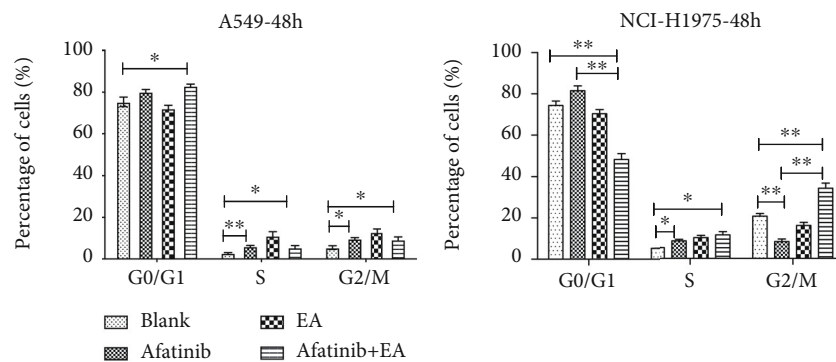 A549-48h
Percentage of cells (%)
100
80
60
40
20
0
*
**
*
*
*
G0/G1
S
G2/M
NCI-H1975-48h
Percentage of cells (%)
100
80
60
40
20
0
**
**
*
*
**
**
**
G0/G1
S
G2/M
Blank
EA
Afatinib
Afatinib+EA